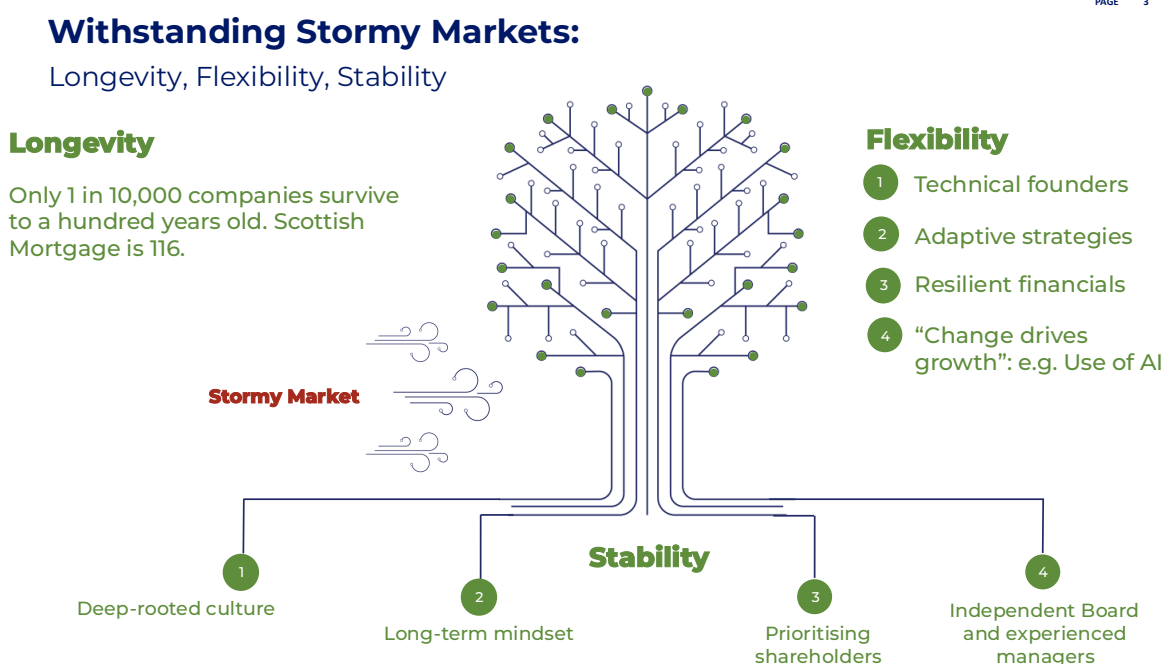 PAGE 3
Withstanding Stormy Markets:
Longevity, Flexibility, Stability
Longevity
Only 1 in 10,000 companies survive
to a hundred years old. Scottish
Mortgage is 116.
Flexibility
1 Technical founders
2 Adaptive strategies
3 Resilient financials
4 “Change drives
growth”: e.g. Use of AI
Stormy Market
Stability
1
Deep-rooted culture
2
Long-term mindset
3
Prioritising
shareholders
4
Independent Board
and experienced
managers